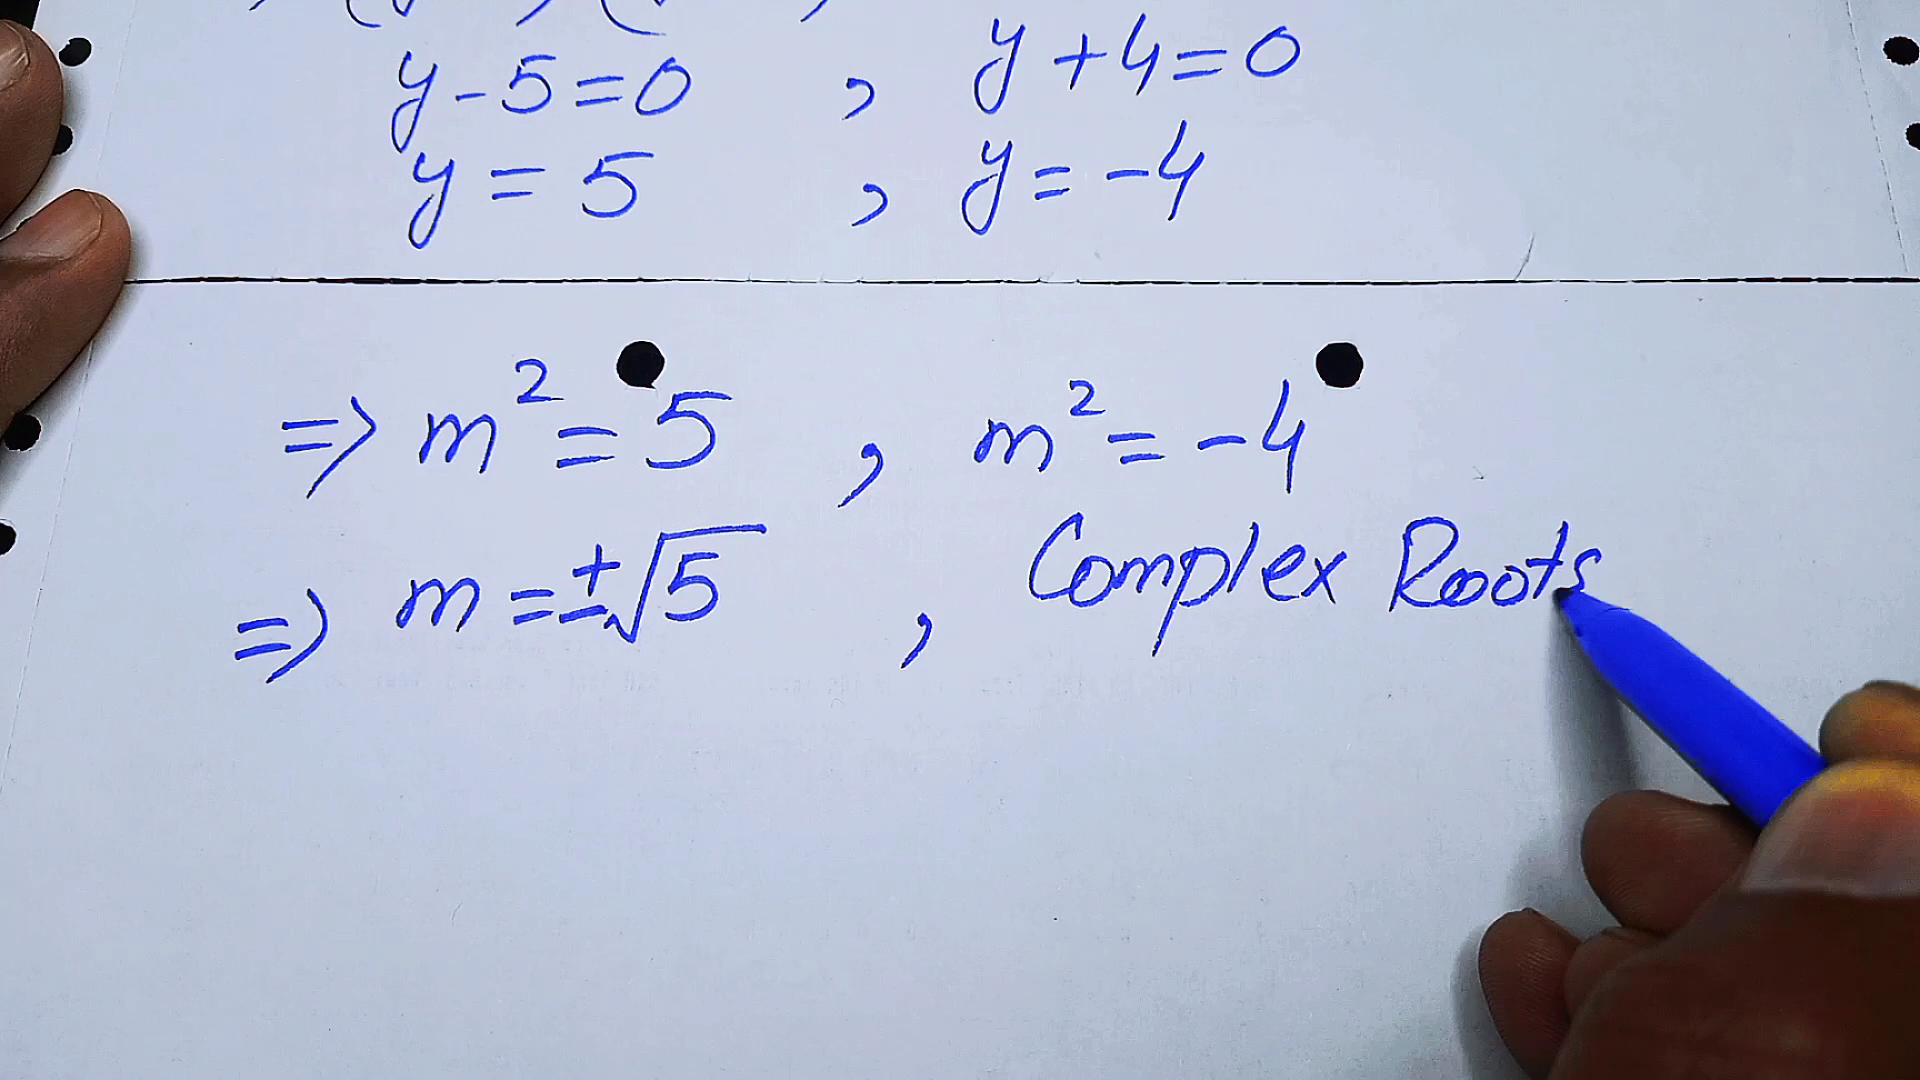 y - 5 = 0 , y + 4 = 0
y = 5 , y = -4
=> m² = 5 , m² = -4
=> m = ±√5 , Complex Roots